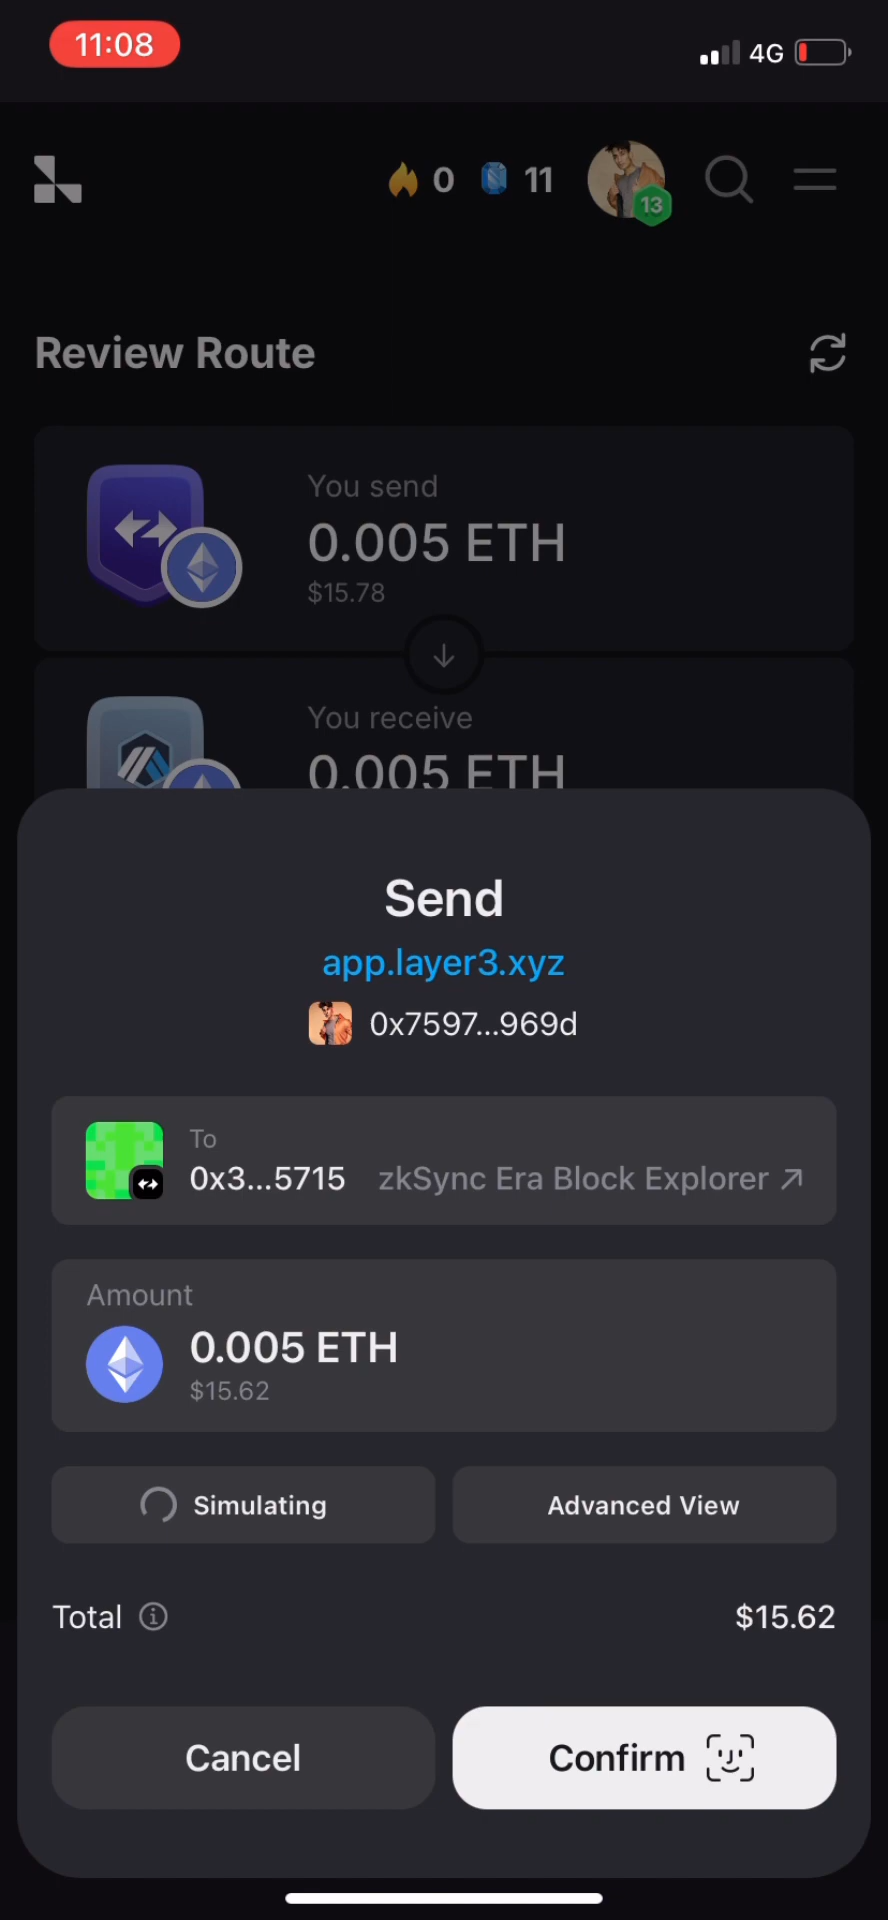 11:08
4G
0
11
13
Review Route
You send
0.005 ETH
$15.78
You receive
0.005 ETH
Send
app.layer3.xyz
0x7597...969d
To
0x3...5715 zkSync Era Block Explorer
Amount
0.005 ETH
$15.62
Simulating
Advanced View
Total
$15.62
Cancel
Confirm